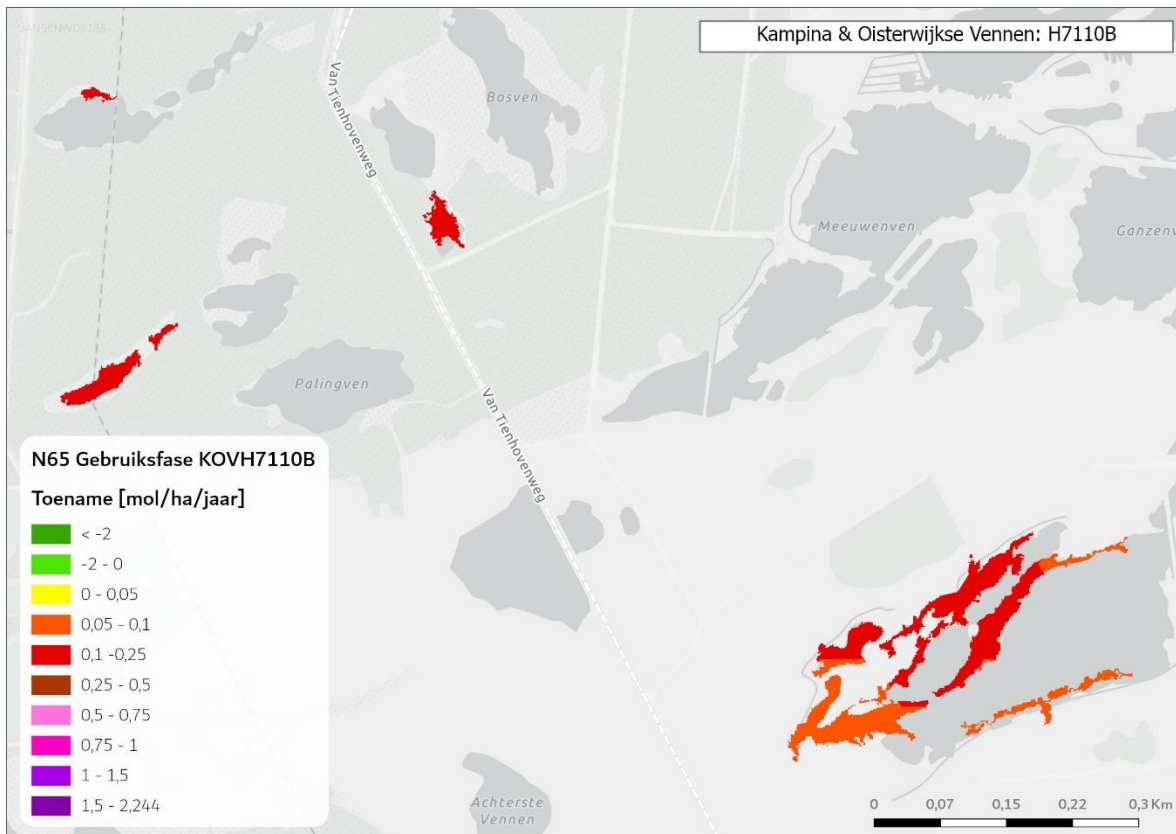 JANSENWDS186
Kampina & Oisterwijkse Vennen: H7110B
Van Tienhovenweg
Bosven
Meeuwenven
Ganzenv
Palingven
Van Tienhovenweg
N65 Gebruiksfase KOVH7110B
Toename [mol/ha/jaar]
< -2
-2 - 0
0 - 0,05
0,05 - 0,1
0,1 -0,25
0,25 - 0,5
0,5 - 0,75
0,75 - 1
1 - 1,5
1,5 - 2,244
Achterste
Vennen
0 0,07 0,15 0,22 0,3 Km